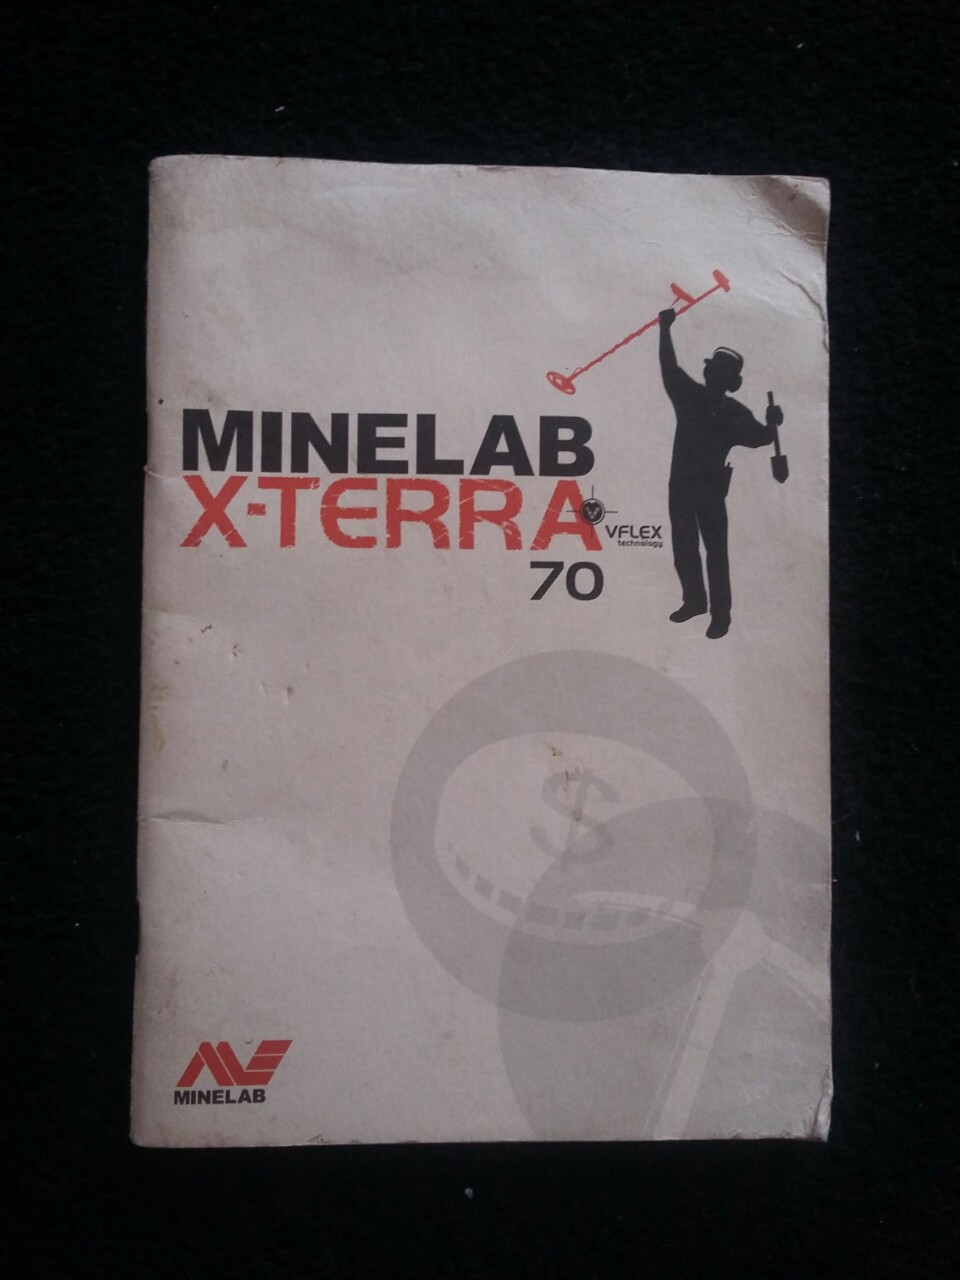 MINELAB
X-TERRA
VFLEX
technology
70
$
MINELAB